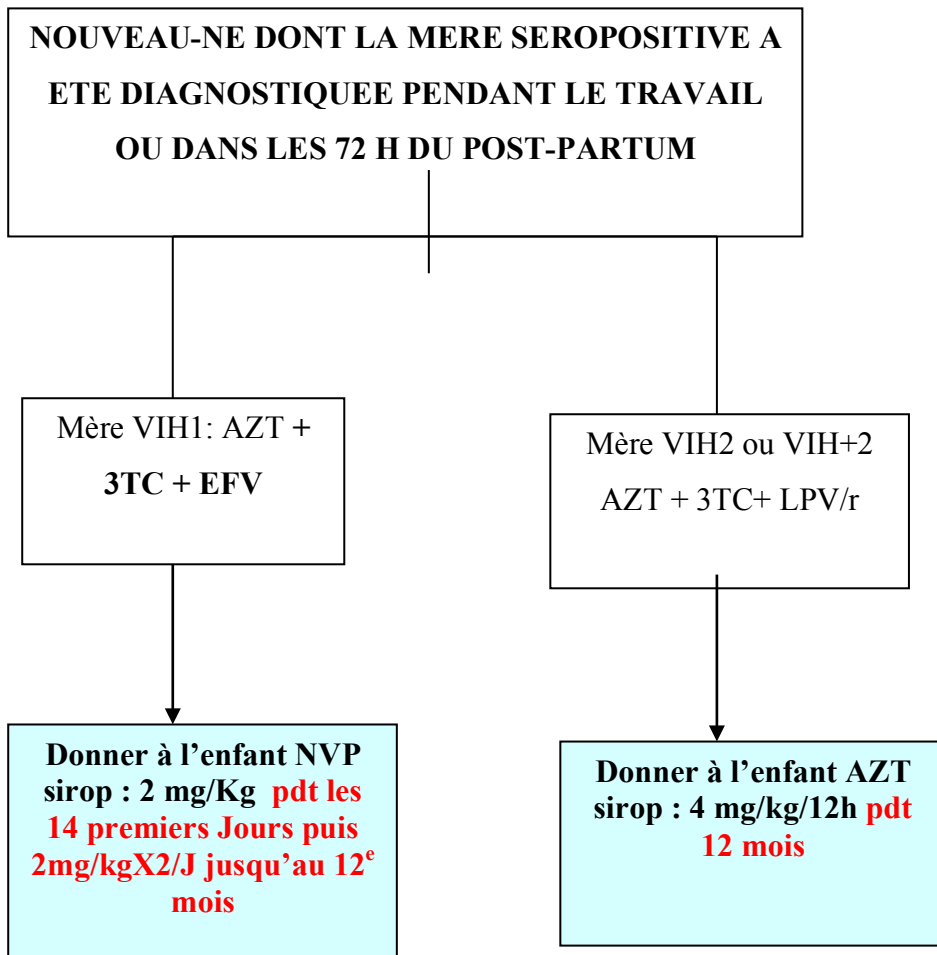 NOUVEAU-NE DONT LA MERE SEROPOSITIVE A
ETE DIAGNOSTIQUEE PENDANT LE TRAVAIL
OU DANS LES 72 H DU POST-PARTUM
Mère VIH1: AZT +
3TC + EFV
Mère VIH2 ou VIH+2
AZT + 3TC+ LPV/r
Donner à l’enfant NVP
sirop : 2 mg/Kg pdt les
14 premiers Jours puis
2mg/kgX2/J jusqu’au 12e
mois
Donner à l’enfant AZT
sirop : 4 mg/kg/12h pdt
12 mois